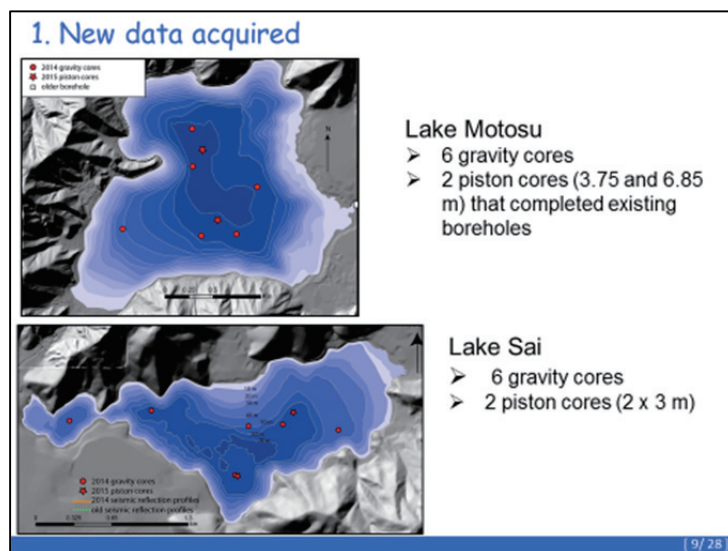 1. New data acquired
2014 gravity cores
2015 piston cores
older borehole
N
Lake Motosu
➢ 6 gravity cores
➢ 2 piston cores (3.75 and 6.85
m) that completed existing
boreholes
Lake Sai
➢ 6 gravity cores
➢ 2 piston cores (2 x 3 m)
2014 gravity cores
2015 piston cores
2014 seismic reflection profiles
old seismic reflection profiles
[ 9/ 28 ]